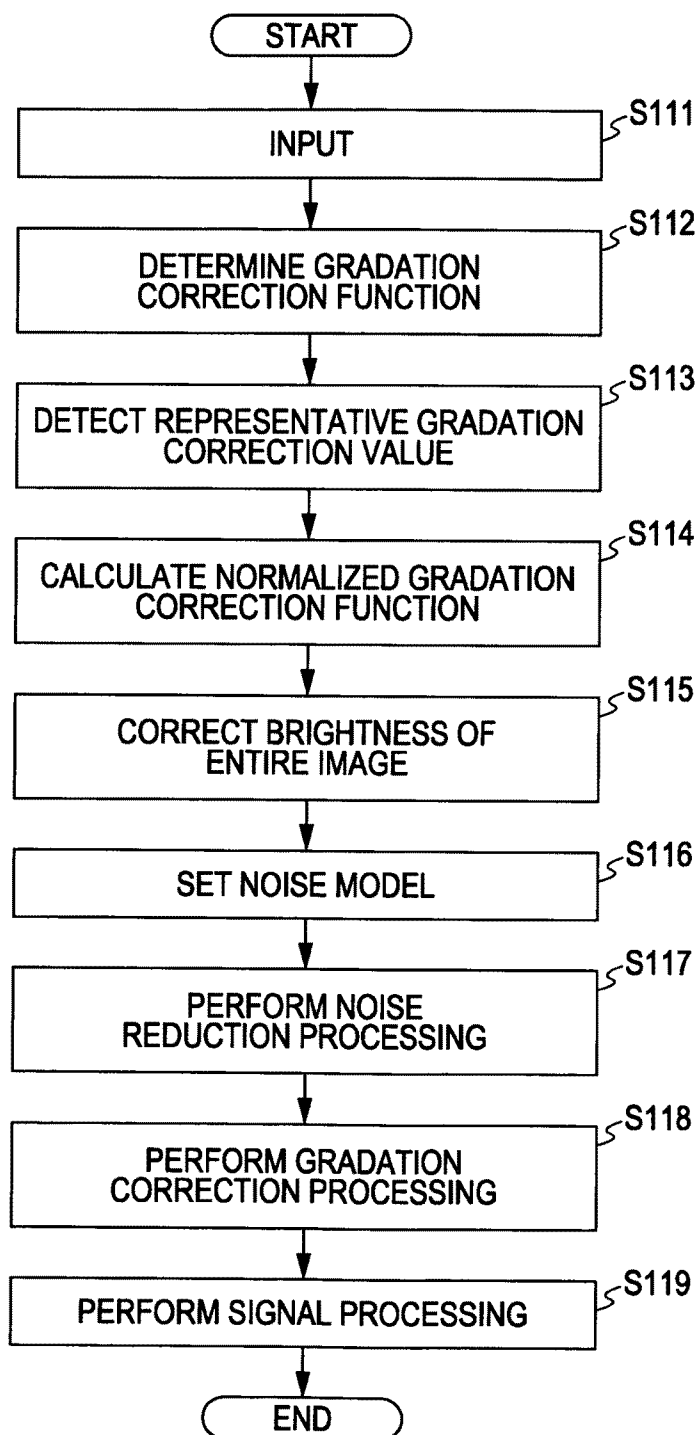 START
S111
INPUT
S112
DETERMINE GRADATION
CORRECTION FUNCTION
S113
DETECT REPRESENTATIVE GRADATION
CORRECTION VALUE
S114
CALCULATE NORMALIZED GRADATION
CORRECTION FUNCTION
S115
CORRECT BRIGHTNESS OF
ENTIRE IMAGE
S116
SET NOISE MODEL
S117
PERFORM NOISE
REDUCTION PROCESSING
S118
PERFORM GRADATION
CORRECTION PROCESSING
S119
PERFORM SIGNAL PROCESSING
END